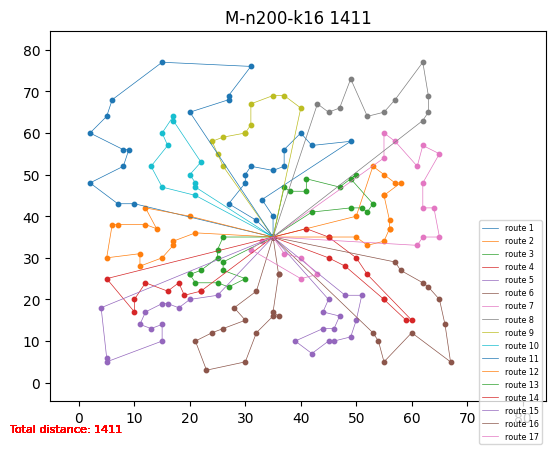 M-n200-k16 1411
80
70
60
50
40
30
20
10
0
0 10 20 30 40 50 60 70 80
route 1
route 2
route 3
route 4
route 5
route 6
route 7
route 8
route 9
route 10
route 11
route 12
route 13
route 14
route 15
route 16
route 17
Total distance: 1411